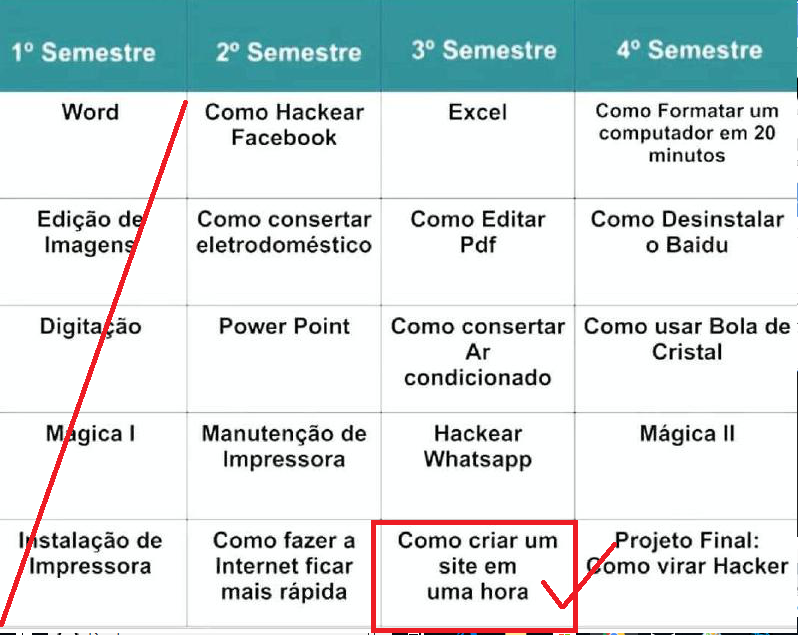 1º Semestre
2º Semestre
3º Semestre
4º Semestre
Word
Como Hackear
Facebook
Excel
Como Formatar um
computador em 20
minutos
Edição de
Imagens
Como consertar
eletrodoméstico
Como Editar
Pdf
Como Desinstalar
o Baidu
Digitação
Power Point
Como consertar
Ar
condicionado
Como usar Bola de
Cristal
Mágica I
Manutenção de
Impressora
Hackear
Whatsapp
Mágica II
Instalação de
Impressora
Como fazer a
Internet ficar
mais rápida
Como criar um
site em
uma hora
Projeto Final:
Como virar Hacker